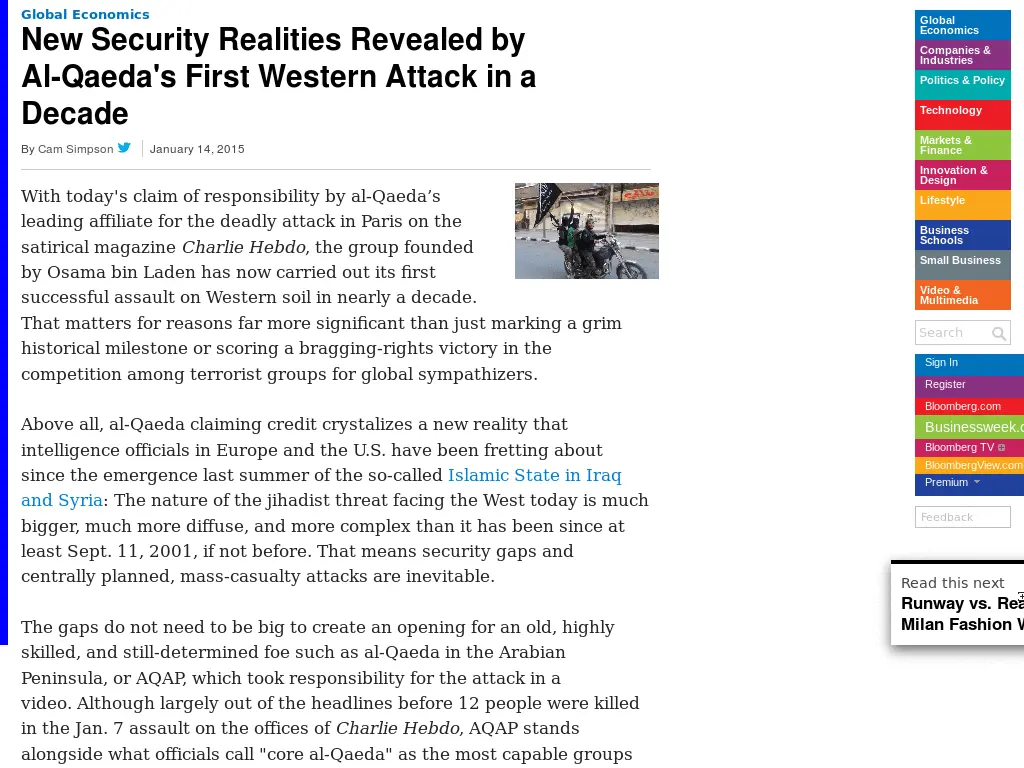 Global Economics
New Security Realities Revealed by
Al-Qaeda's First Western Attack in a
Decade
By Cam Simpson January 14, 2015
With today's claim of responsibility by al-Qaeda’s
leading affiliate for the deadly attack in Paris on the
satirical magazine Charlie Hebdo, the group founded
by Osama bin Laden has now carried out its first
successful assault on Western soil in nearly a decade.
That matters for reasons far more significant than just marking a grim
historical milestone or scoring a bragging-rights victory in the
competition among terrorist groups for global sympathizers.
Above all, al-Qaeda claiming credit crystalizes a new reality that
intelligence officials in Europe and the U.S. have been fretting about
since the emergence last summer of the so-called Islamic State in Iraq
and Syria: The nature of the jihadist threat facing the West today is much
bigger, much more diffuse, and more complex than it has been since at
least Sept. 11, 2001, if not before. That means security gaps and
centrally planned, mass-casualty attacks are inevitable.
The gaps do not need to be big to create an opening for an old, highly
skilled, and still-determined foe such as al-Qaeda in the Arabian
Peninsula, or AQAP, which took responsibility for the attack in a
video. Although largely out of the headlines before 12 people were killed
in the Jan. 7 assault on the offices of Charlie Hebdo, AQAP stands
alongside what officials call "core al-Qaeda" as the most capable groups
Global
Economics
Companies &
Industries
Politics & Policy
Technology
Markets &
Finance
Innovation &
Design
Lifestyle
Business
Schools
Small Business
Video &
Multimedia
Search
Sign In
Register
Bloomberg.com
Businessweek.c
Bloomberg TV
BloombergView.com
Premium
Feedback
Read this next
Runway vs. Rea
Milan Fashion W